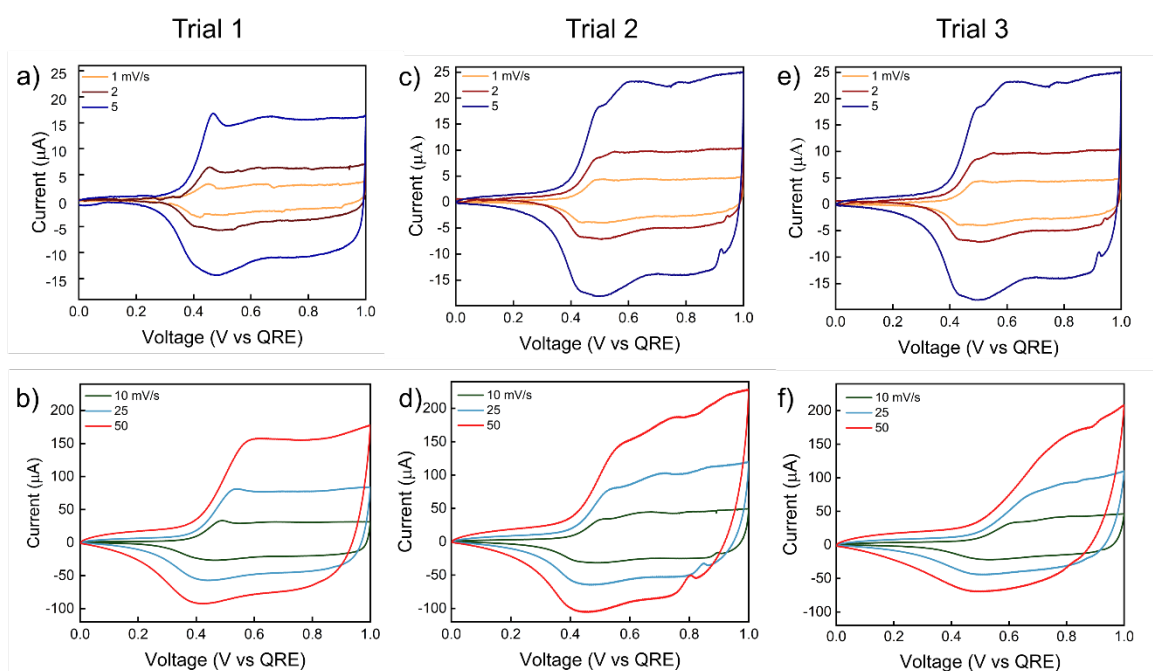 Trial 1
Trial 2
Trial 3
a)
25
20
15
10
5
0
-5
-10
-15
Current (µA)
1 mV/s
2
5
0.0 0.2 0.4 0.6 0.8 1.0
Voltage (V vs QRE)
c)
25
20
15
10
5
0
-5
-10
-15
Current (µA)
1 mV/s
2
5
0.0 0.2 0.4 0.6 0.8 1.0
Voltage (V vs QRE)
e)
25
20
15
10
5
0
-5
-10
-15
Current (µA)
1 mV/s
2
5
0.0 0.2 0.4 0.6 0.8 1.0
Voltage (V vs QRE)
b)
200
150
100
50
0
-50
-100
Current (µA)
10 mV/s
25
50
0.0 0.2 0.4 0.6 0.8 1.0
Voltage (V vs QRE)
d)
200
150
100
50
0
-50
-100
Current (µA)
10 mV/s
25
50
0.0 0.2 0.4 0.6 0.8 1.0
Voltage (V vs QRE)
f)
200
150
100
50
0
-50
-100
Current (µA)
10 mV/s
25
50
0.0 0.2 0.4 0.6 0.8 1.0
Voltage (V vs QRE)